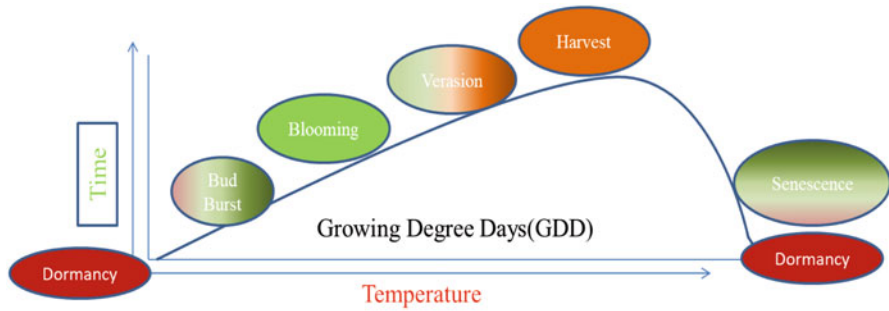 Harvest
Verasion
Blooming
Time
Bud
Burst
Senescence
Growing Degree Days(GDD)
Dormancy
Dormancy
Temperature